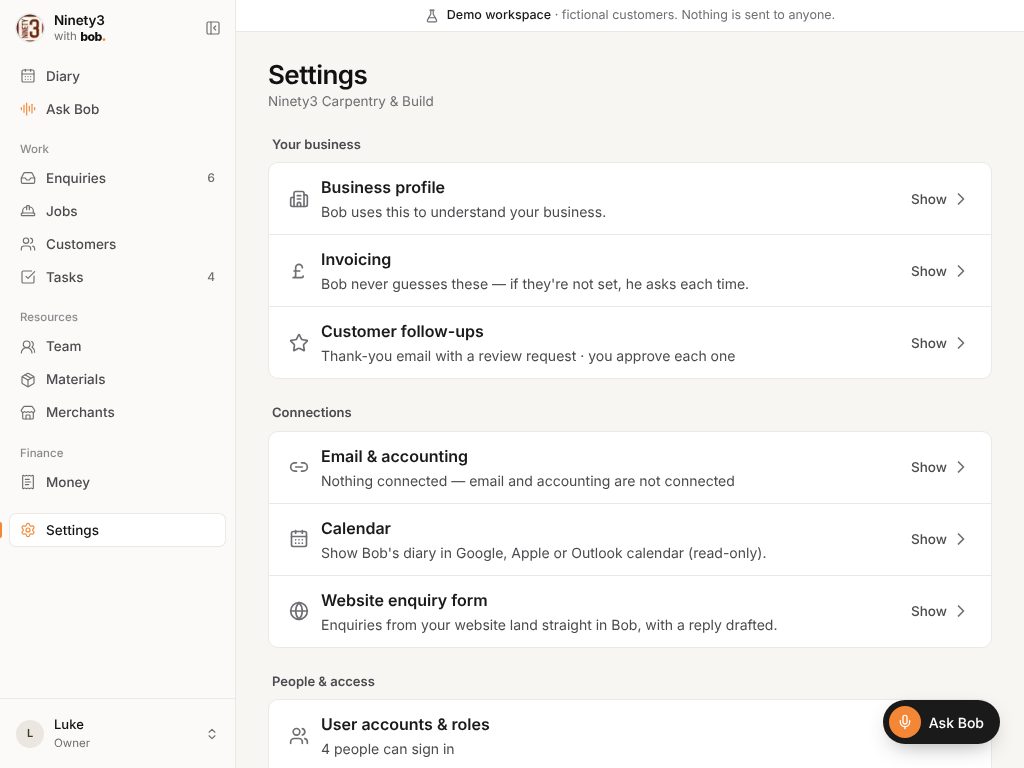 Ninety3
with bob.
Diary
Ask Bob
Work
Enquiries 6
Jobs
Customers
Tasks 4
Resources
Team
Materials
Merchants
Finance
Money
Settings
L
Luke
Owner
Demo workspace · fictional customers. Nothing is sent to anyone.
Settings
Ninety3 Carpentry & Build
Your business
Business profile
Bob uses this to understand your business.
Show
Invoicing
Bob never guesses these — if they're not set, he asks each time.
Show
Customer follow-ups
Thank-you email with a review request · you approve each one
Show
Connections
Email & accounting
Nothing connected — email and accounting are not connected
Show
Calendar
Show Bob's diary in Google, Apple or Outlook calendar (read-only).
Show
Website enquiry form
Enquiries from your website land straight in Bob, with a reply drafted.
Show
People & access
User accounts & roles
4 people can sign in
Ask Bob